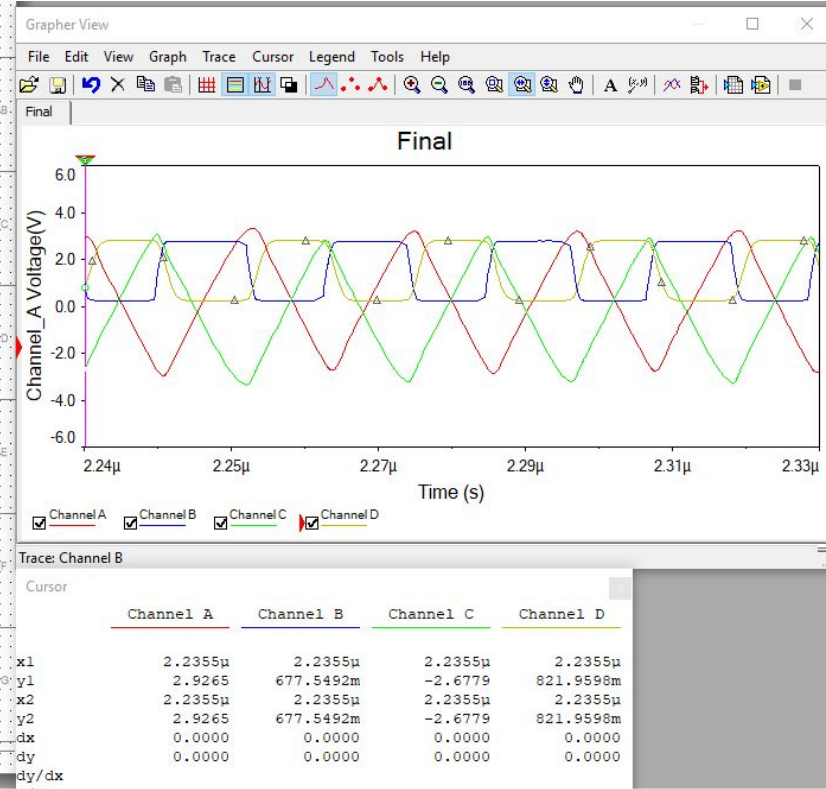 Grapher View
File Edit View Graph Trace Cursor Legend Tools Help
Final
Final
6.0
4.0
2.0
0.0
-2.0
-4.0
-6.0
Channel_A Voltage(V)
2.24µ 2.25µ 2.27µ 2.29µ 2.31µ 2.33µ
Time (s)
Channel A Channel B Channel C Channel D
Trace: Channel B
Cursor
Channel A Channel B Channel C Channel D
x1 2.2355µ 2.2355µ 2.2355µ 2.2355µ
y1 2.9265 677.5492m -2.6779 821.9598m
x2 2.2355µ 2.2355µ 2.2355µ 2.2355µ
y2 2.9265 677.5492m -2.6779 821.9598m
dx 0.0000 0.0000 0.0000 0.0000
dy 0.0000 0.0000 0.0000 0.0000
dy/dx